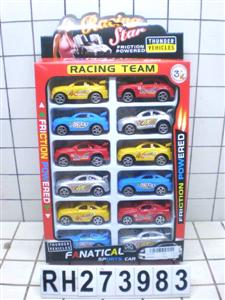 Racing
Star
FRICTION
POWERED
THUNDER
VEHICLES
RACING TEAM
3+
FRICTION POWERED
FRICTION POWERED
THUNDER
VEHICLES
FANATICAL
SPORTS CAR
RH273983